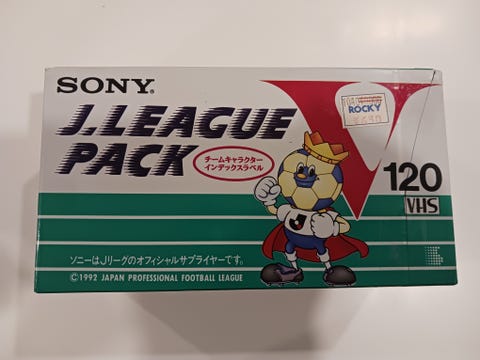 SONY®
J.LEAGUE
PACK
チームキャラクター
インデックスラベル
ROCKY
V
120
VHS
J
ソニーはJリーグのオフィシャルサプライヤーです。
©1992 JAPAN PROFESSIONAL FOOTBALL LEAGUE